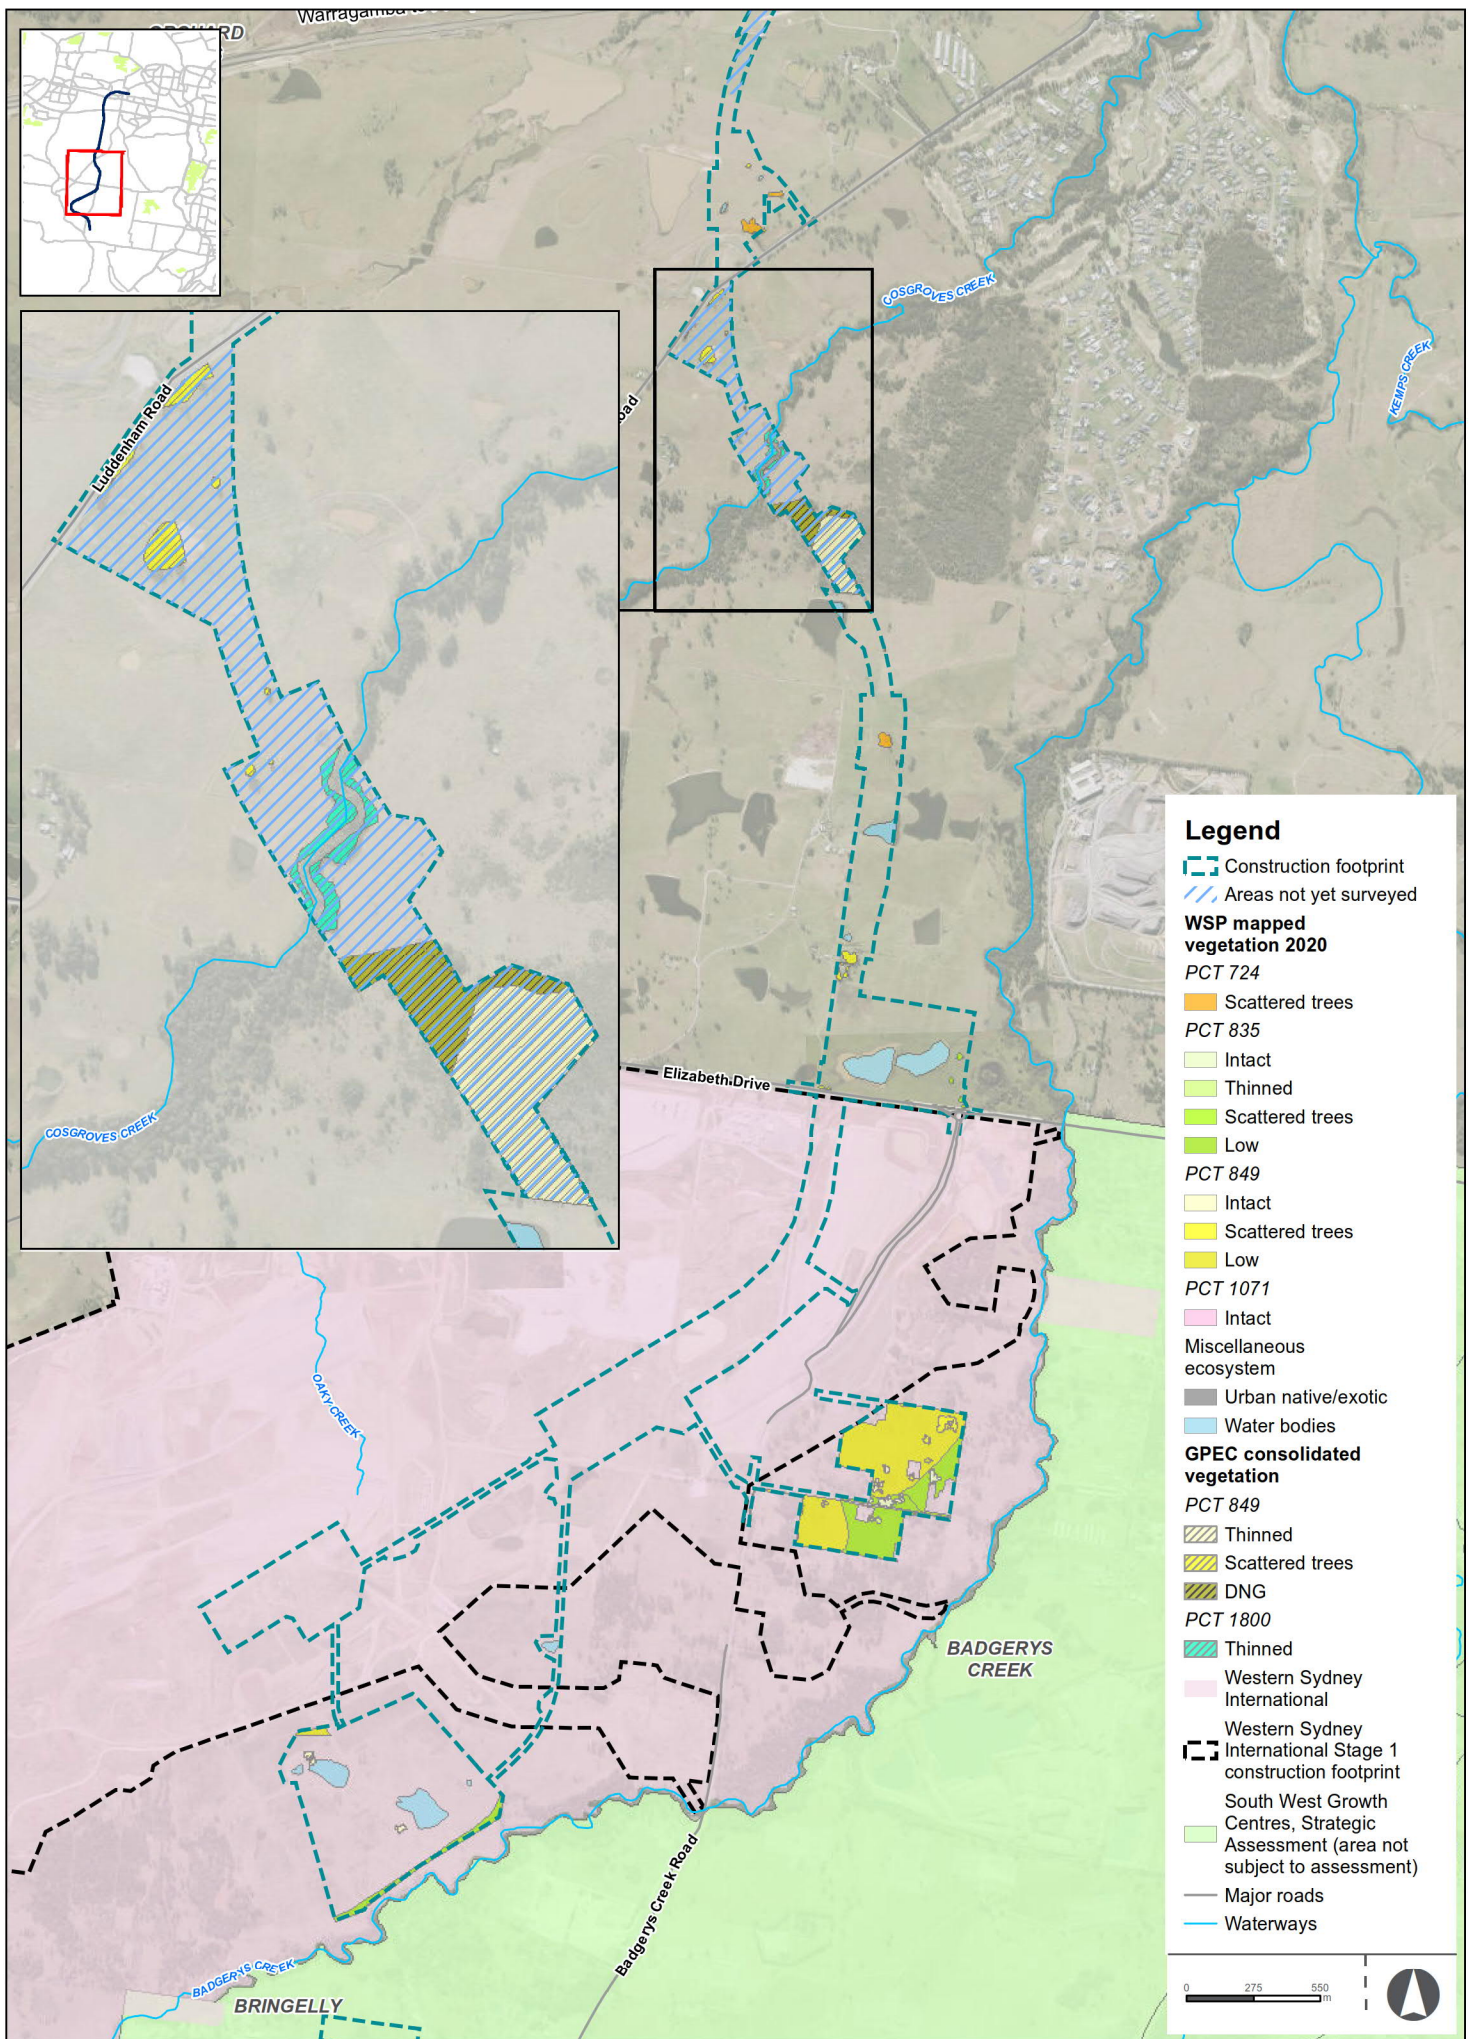 Warragamba to
ORCHARD
COSGROVES CREEK
KEMPS CREEK
Luddenham Road
oad
COSGROVES CREEK
Elizabeth Drive
OAKY CREEK
BADGERYS
CREEK
Badgerys Creek Road
BADGERYS CREEK
BRINGELLY
Legend
Construction footprint
Areas not yet surveyed
WSP mapped
vegetation 2020
PCT 724
Scattered trees
PCT 835
Intact
Thinned
Scattered trees
Low
PCT 849
Intact
Scattered trees
Low
PCT 1071
Intact
Miscellaneous
ecosystem
Urban native/exotic
Water bodies
GPEC consolidated
vegetation
PCT 849
Thinned
Scattered trees
DNG
PCT 1800
Thinned
Western Sydney
International
Western Sydney
International Stage 1
construction footprint
South West Growth
Centres, Strategic
Assessment (area not
subject to assessment)
Major roads
Waterways
0 275 550
m